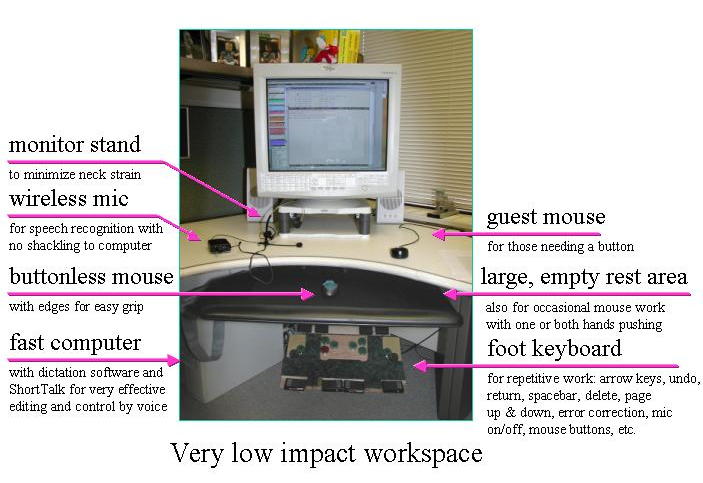 monitor stand
to minimize neck strain
wireless mic
for speech recognition with
no shackling to computer
buttonless mouse
with edges for easy grip
fast computer
with dictation software and
ShortTalk for very effective
editing and control by voice
guest mouse
for those needing a button
large, empty rest area
also for occasional mouse work
with one or both hands pushing
foot keyboard
for repetitive work: arrow keys, undo,
return, spacebar, delete, page
up & down, error correction, mic
on/off, mouse buttons, etc.
Very low impact workspace